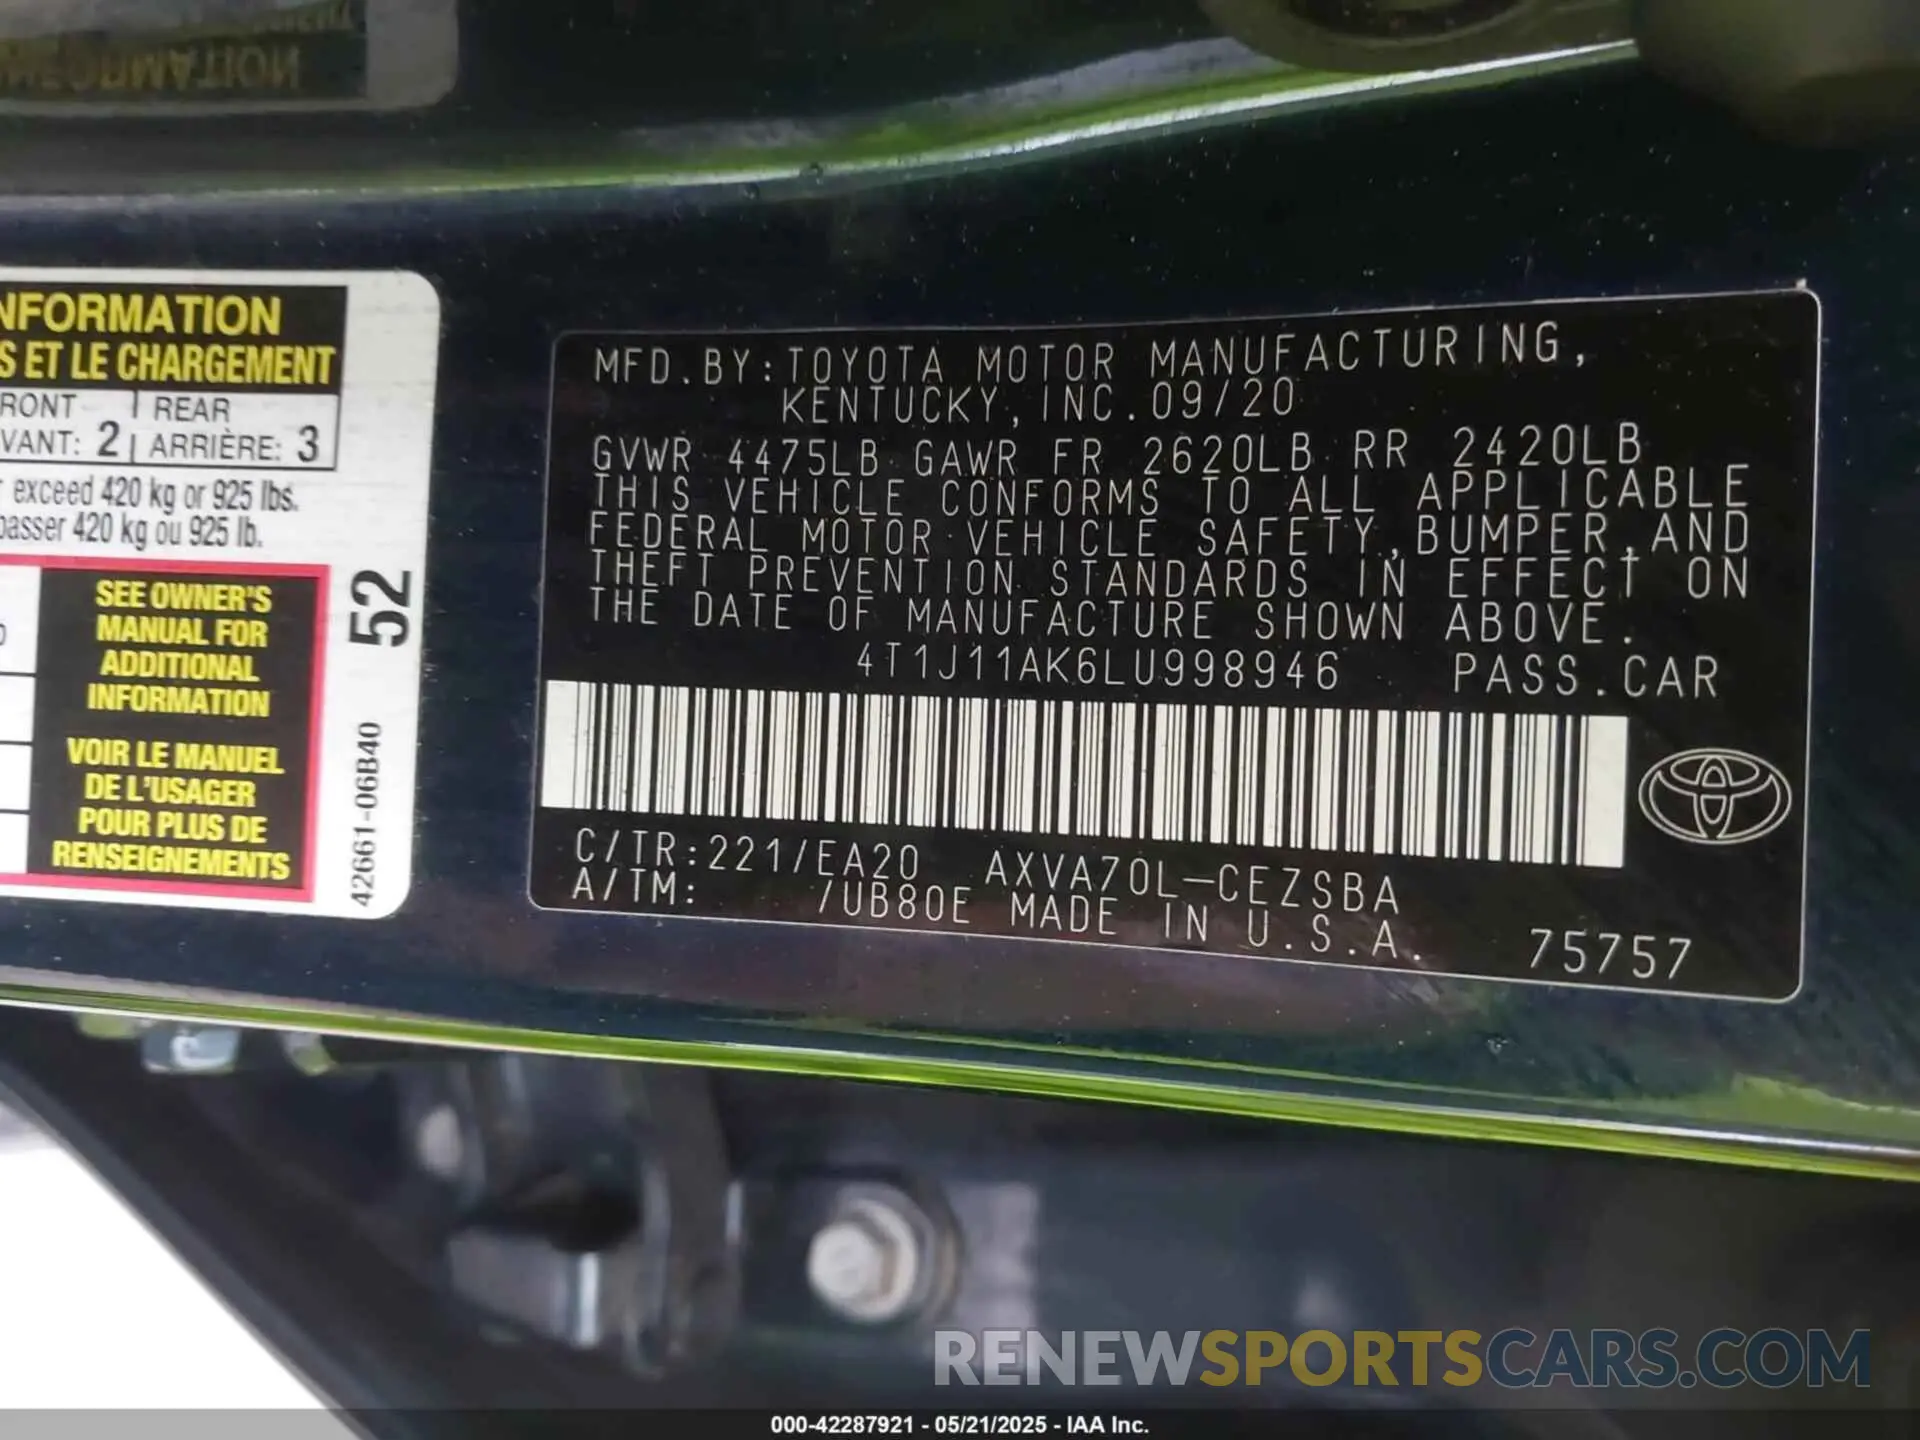 NOITAM
NFORMATION
S ET LE CHARGEMENT
RONT REAR
VANT: 2 ARRIÈRE: 3
exceed 420 kg or 925 lbs.
passer 420 kg ou 925 lb.
SEE OWNER'S
MANUAL FOR
ADDITIONAL
INFORMATION
VOIR LE MANUEL
DE L'USAGER
POUR PLUS DE
RENSEIGNEMENTS
52
42661-06B40
MFD.BY:TOYOTA MOTOR MANUFACTURING,
KENTUCKY,INC.09/20
GVWR 4475LB GAWR FR 2620LB RR 2420LB
THIS VEHICLE CONFORMS TO ALL APPLICABLE
FEDERAL MOTOR VEHICLE SAFETY,BUMPER,AND
THEFT PREVENTION STANDARDS IN EFFECT ON
THE DATE OF MANUFACTURE SHOWN ABOVE.
4T1J11AK6LU998946 PASS.CAR
C/TR:221/EA20 AXVA70L-CEZSBA
A/TM: /UB80E MADE IN U.S.A. 75757
RENEWSPORTSCARS.COM
000-42287921 - 05/21/2025 - IAA Inc.